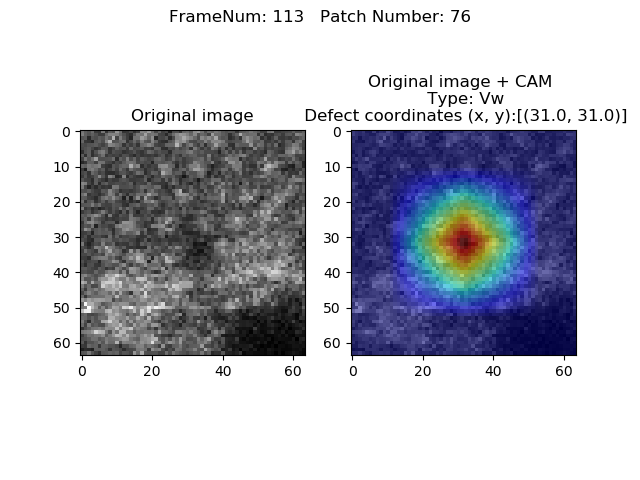 FrameNum: 113   Patch Number: 76
Original image
Original image + CAM
Type: Vw
Defect coordinates (x, y):[(31.0, 31.0)]
0
10
20
30
40
50
60
0 20 40 60
0
10
20
30
40
50
60
0 20 40 60